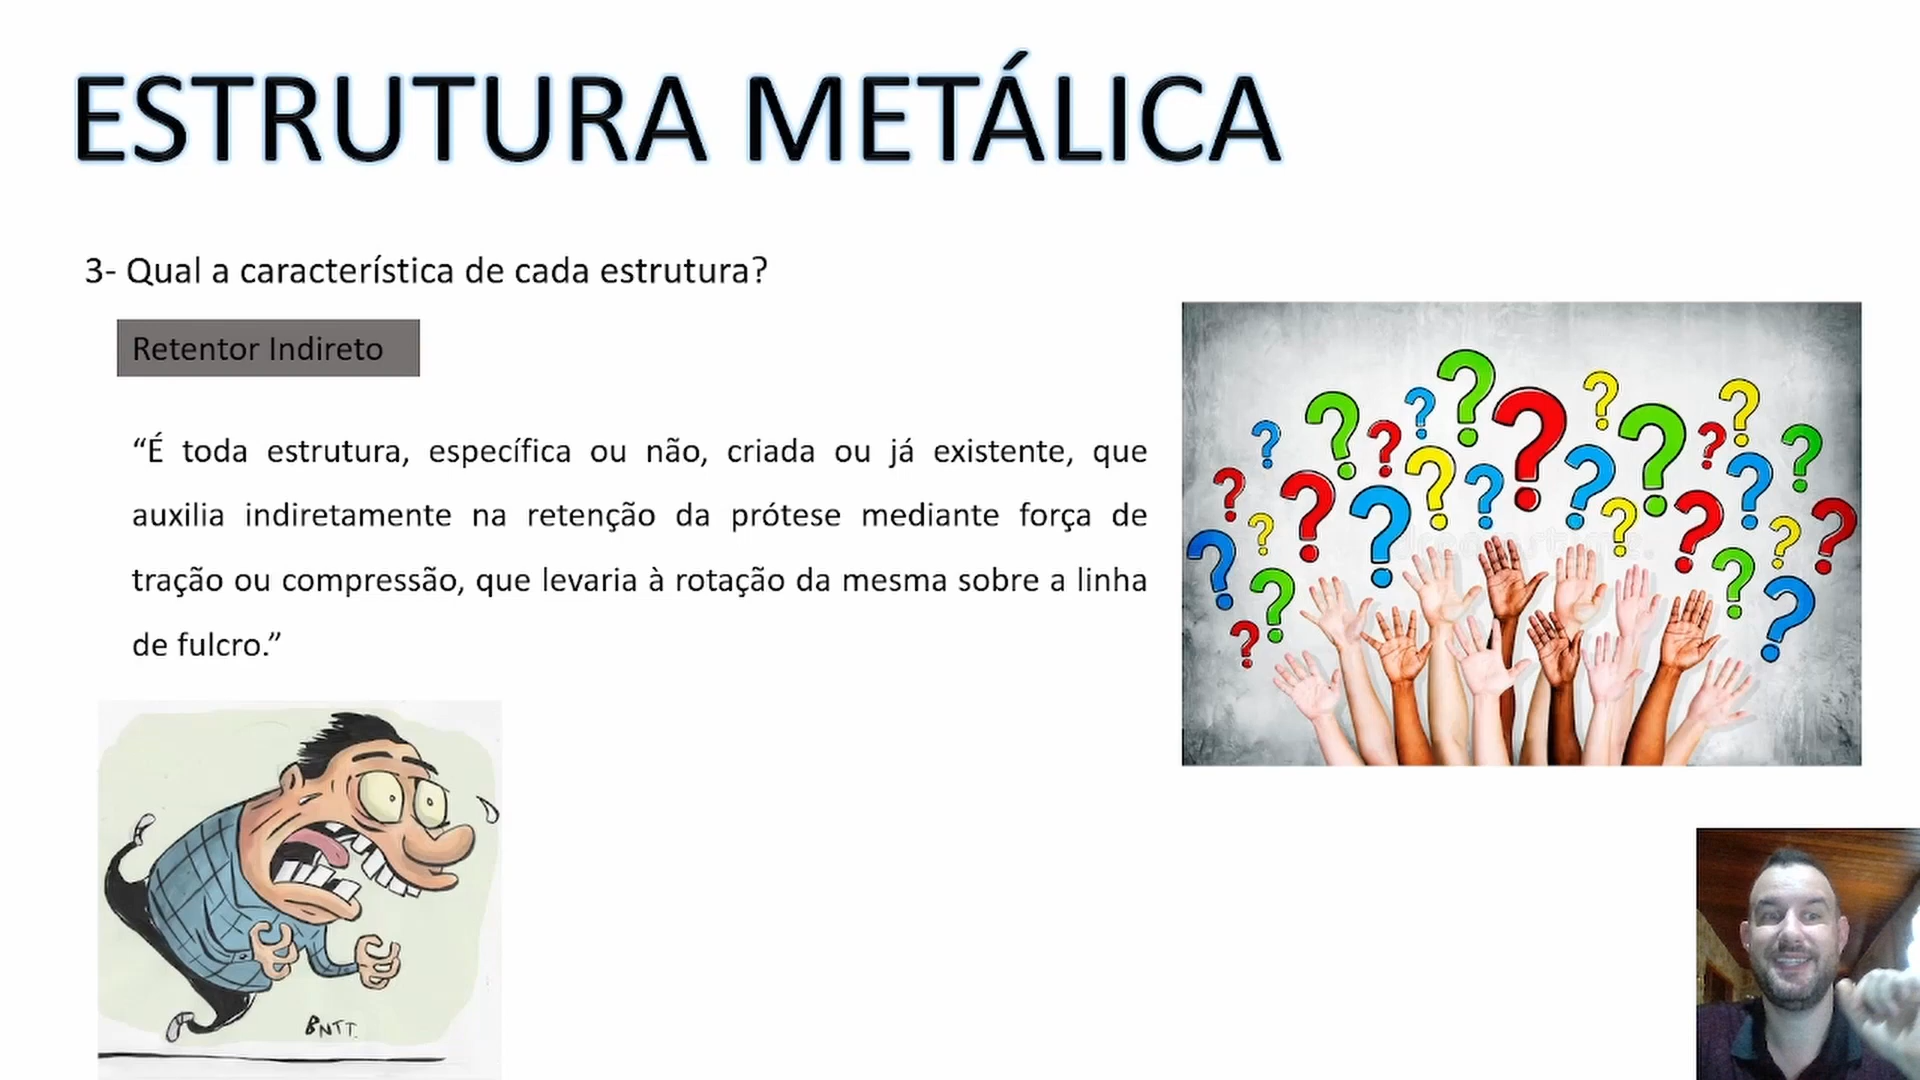 ESTRUTURA METÁLICA
3- Qual a característica de cada estrutura?
Retentor Indireto
“É toda estrutura, específica ou não, criada ou já existente, que
auxilia indiretamente na retenção da prótese mediante força de
tração ou compressão, que levaria à rotação da mesma sobre a linha
de fulcro.”
BNTT.